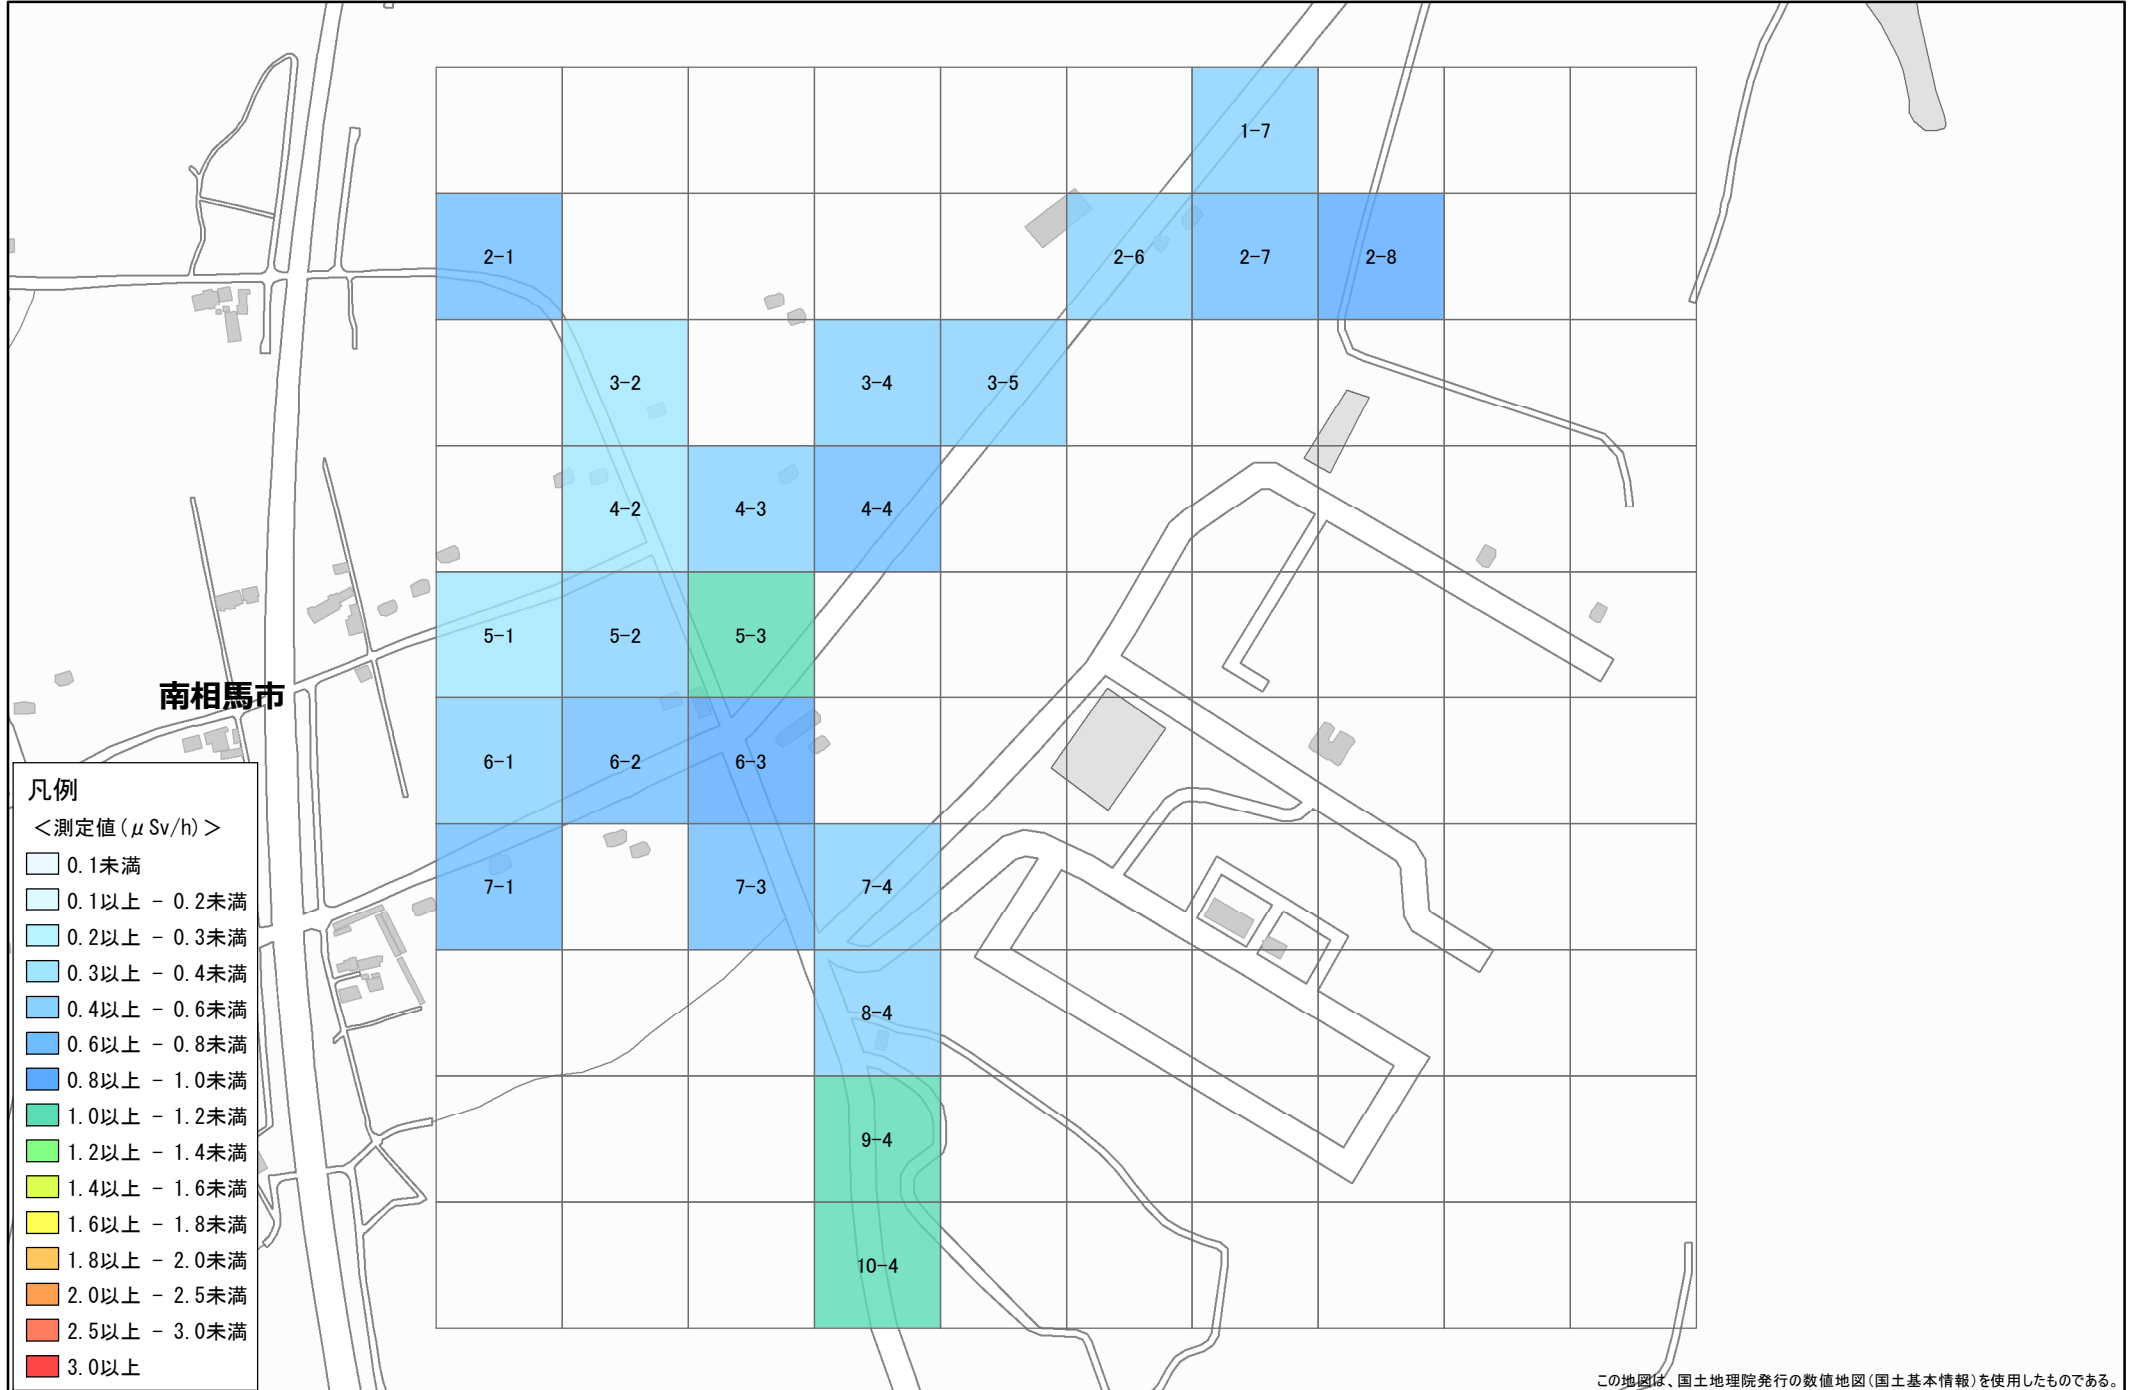 1-7
2-1
2-6
2-7
2-8
3-2
3-4
3-5
4-2
4-3
4-4
5-1
5-2
5-3
南相馬市
6-1
6-2
6-3
7-1
7-3
7-4
8-4
9-4
10-4
凡例
＜測定値(μSv/h)＞
0.1未満
0.1以上 - 0.2未満
0.2以上 - 0.3未満
0.3以上 - 0.4未満
0.4以上 - 0.6未満
0.6以上 - 0.8未満
0.8以上 - 1.0未満
1.0以上 - 1.2未満
1.2以上 - 1.4未満
1.4以上 - 1.6未満
1.6以上 - 1.8未満
1.8以上 - 2.0未満
2.0以上 - 2.5未満
2.5以上 - 3.0未満
3.0以上
この地図は、国土地理院発行の数値地図(国土基本情報)を使用したものである。